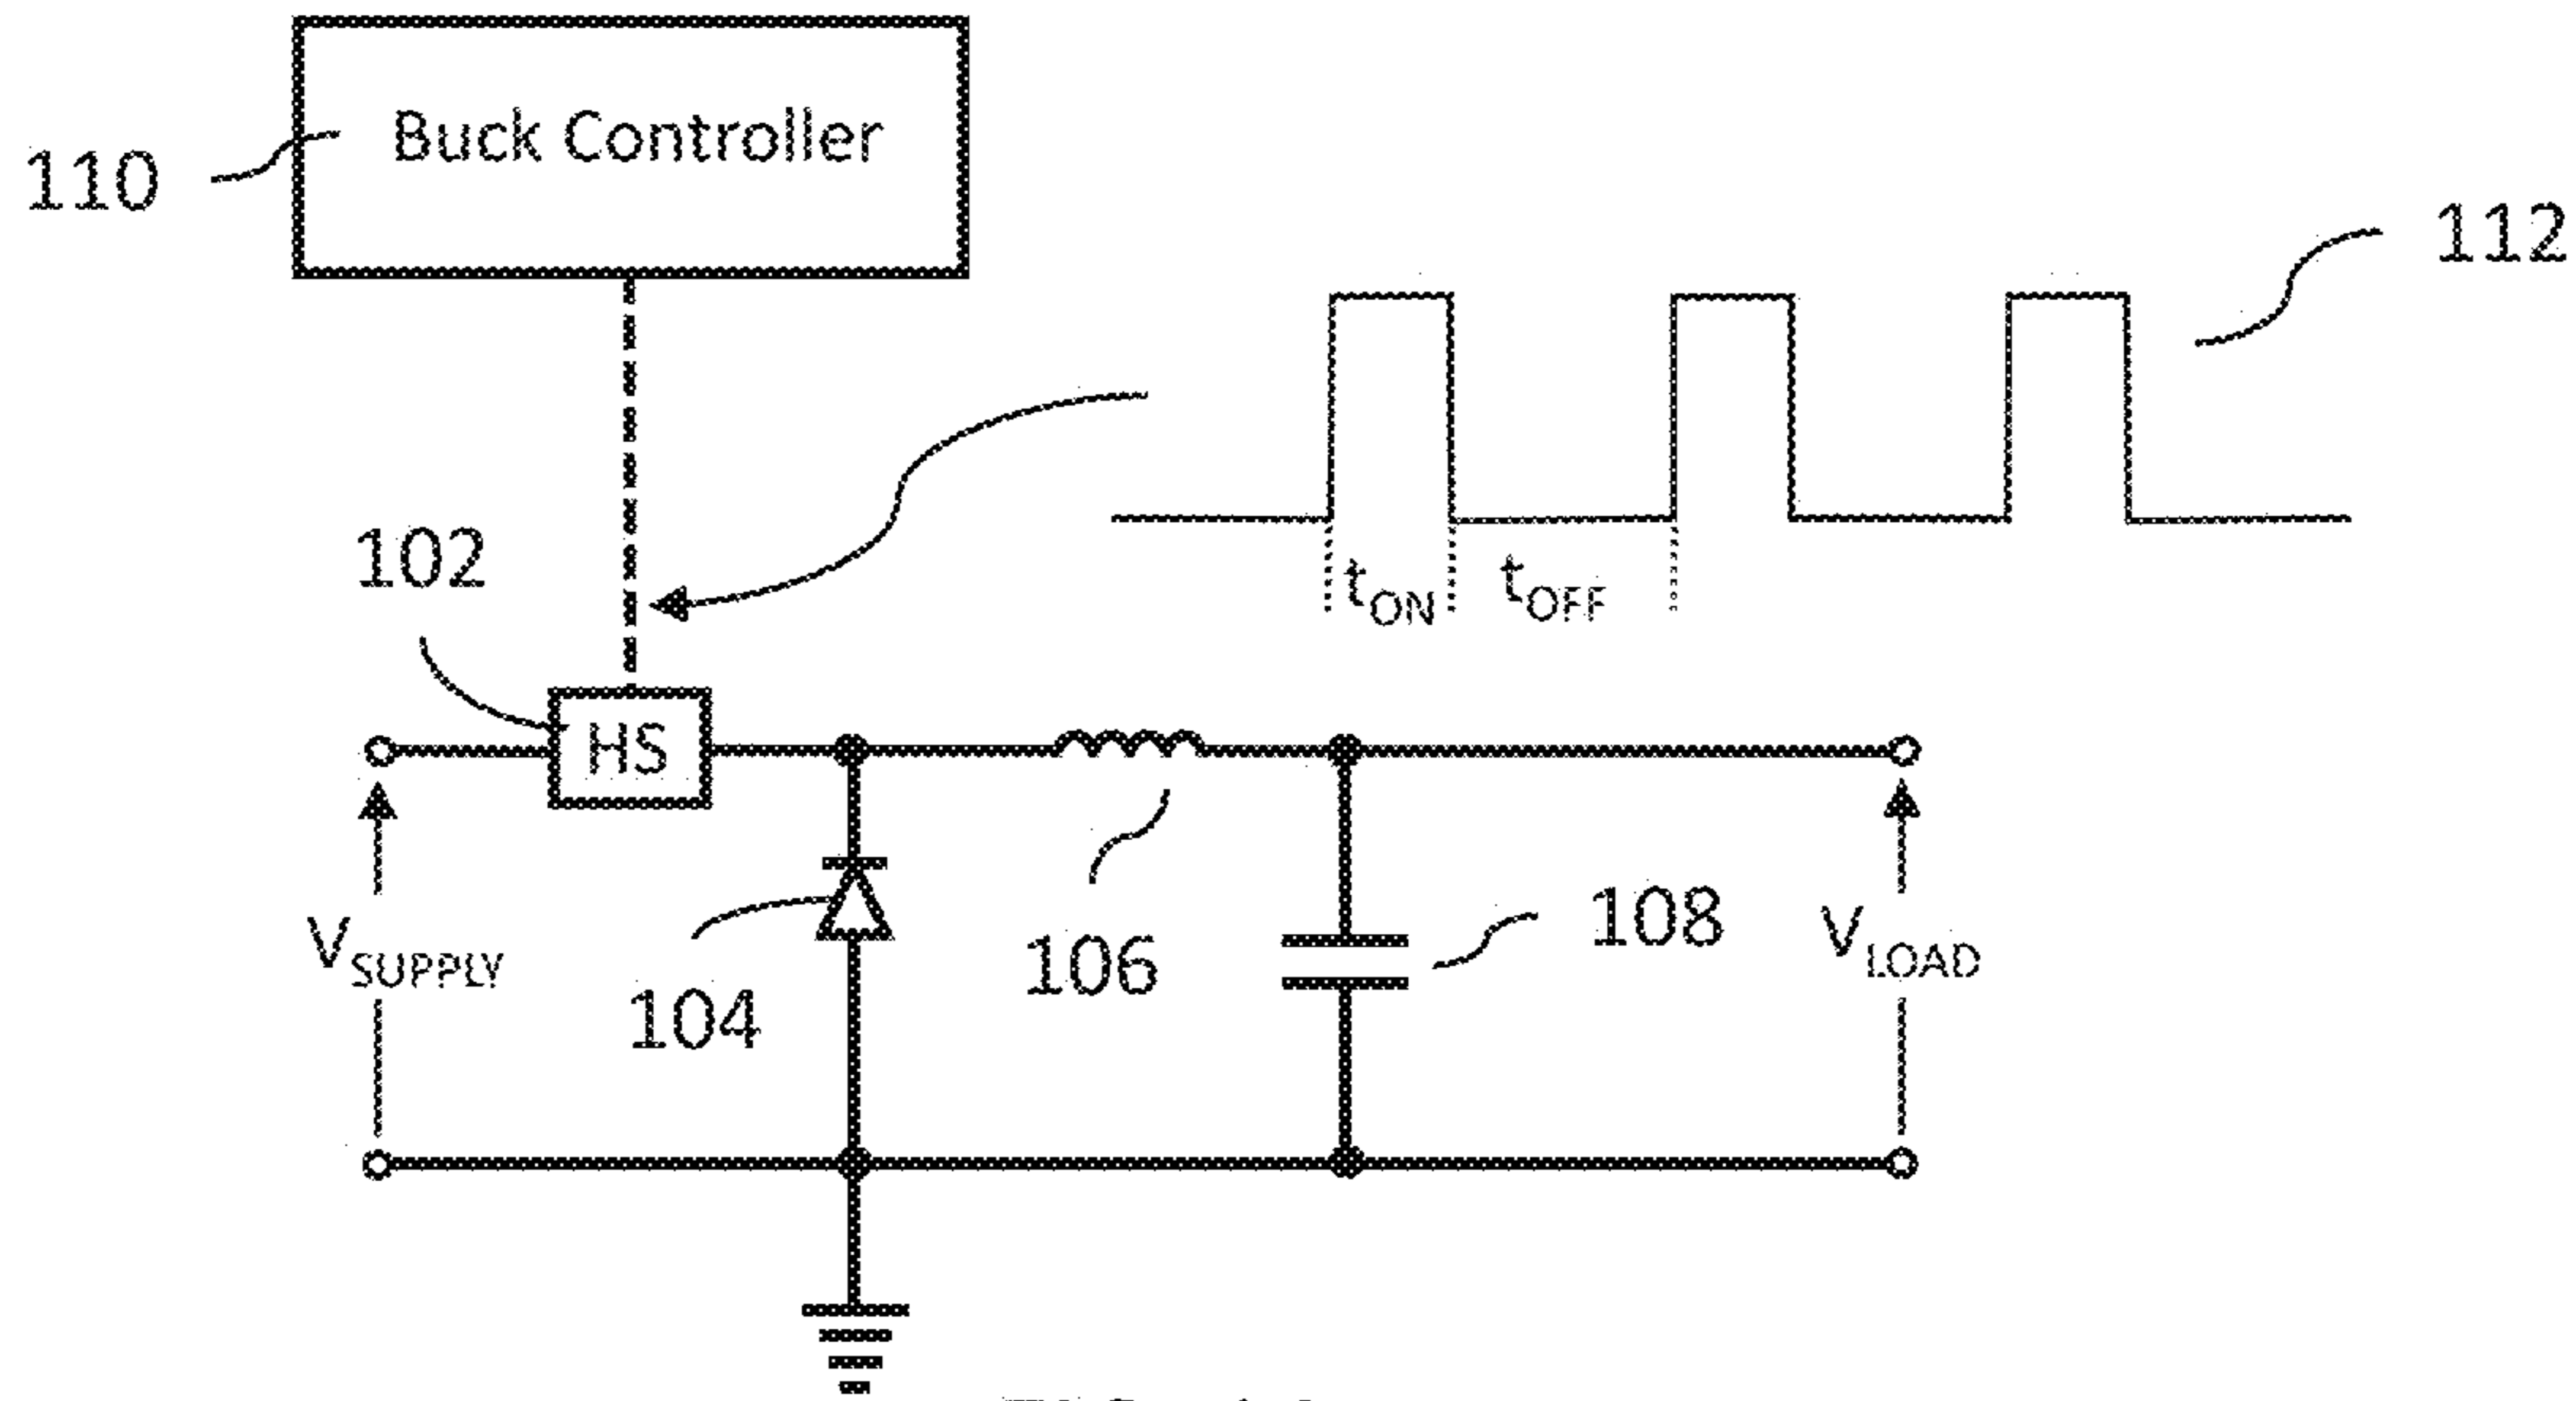 Buck Controller
110
112
102
tON
tOFF
HS
VSUPPLY
104
106
108
VLOAD